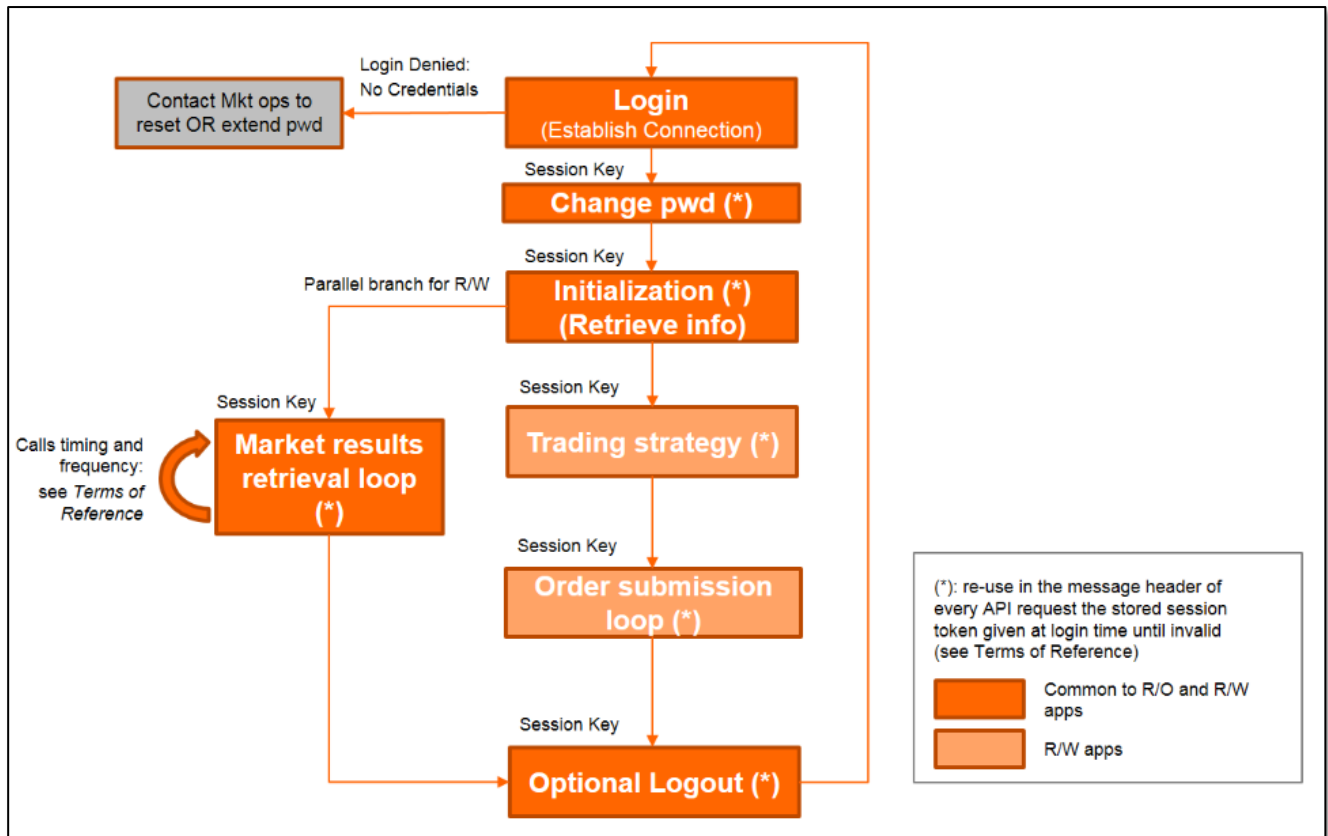 Login Denied:
No Credentials
Contact Mkt ops to
reset OR extend pwd
Login
(Establish Connection)
Session Key
Change pwd (*)
Session Key
Parallel branch for R/W
Initialization (*)
(Retrieve info)
Session Key
Session Key
Calls timing and
frequency:
see Terms of
Reference
Market results
retrieval loop
(*)
Trading strategy (*)
Session Key
Order submission
loop (*)
Session Key
Optional Logout (*)
(*): re-use in the message header of
every API request the stored session
token given at login time until invalid
(see Terms of Reference)
Common to R/O and R/W
apps
R/W apps